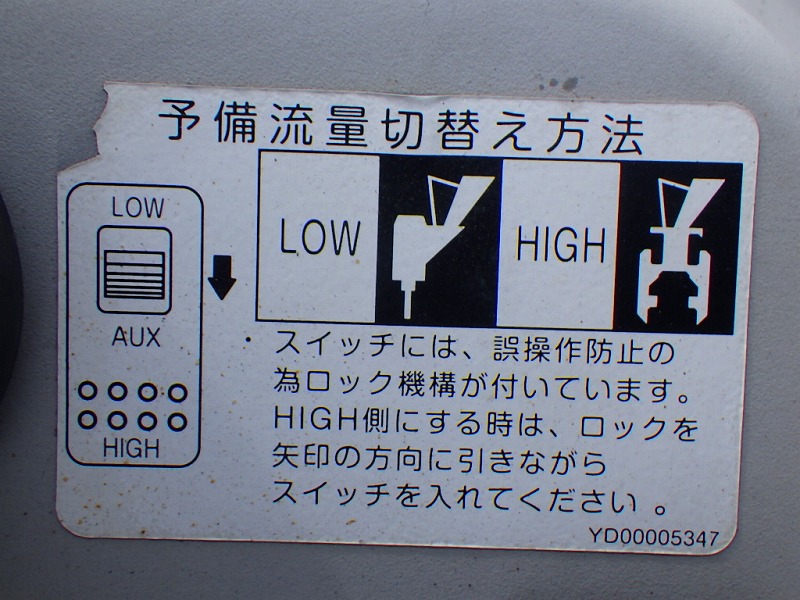 予備流量切替え方法
LOW
AUX
HIGH
LOW
HIGH
・スイッチには、誤操作防止の
為ロック機構が付いています。
HIGH側にする時は、ロックを
矢印の方向に引きながら
スイッチを入れてください。
YD00005347